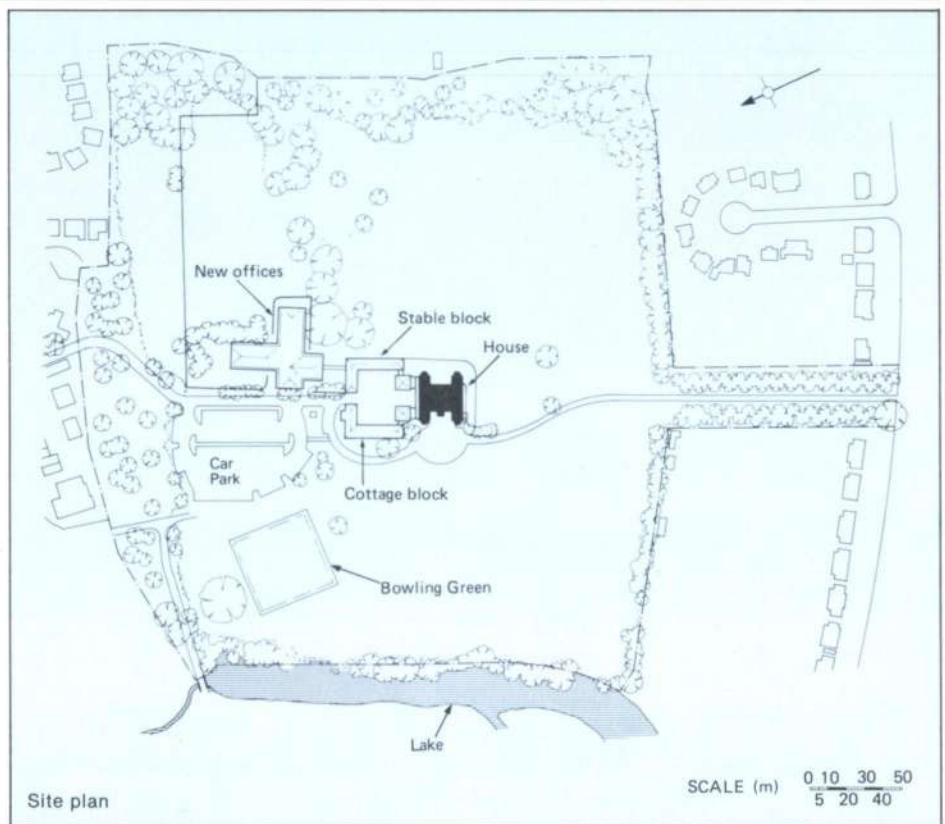 New offices
Stable block
House
Car
Park
Cottage block
Bowling Green
Lake
Site plan
SCALE (m)
0 10 30 50
5 20 40